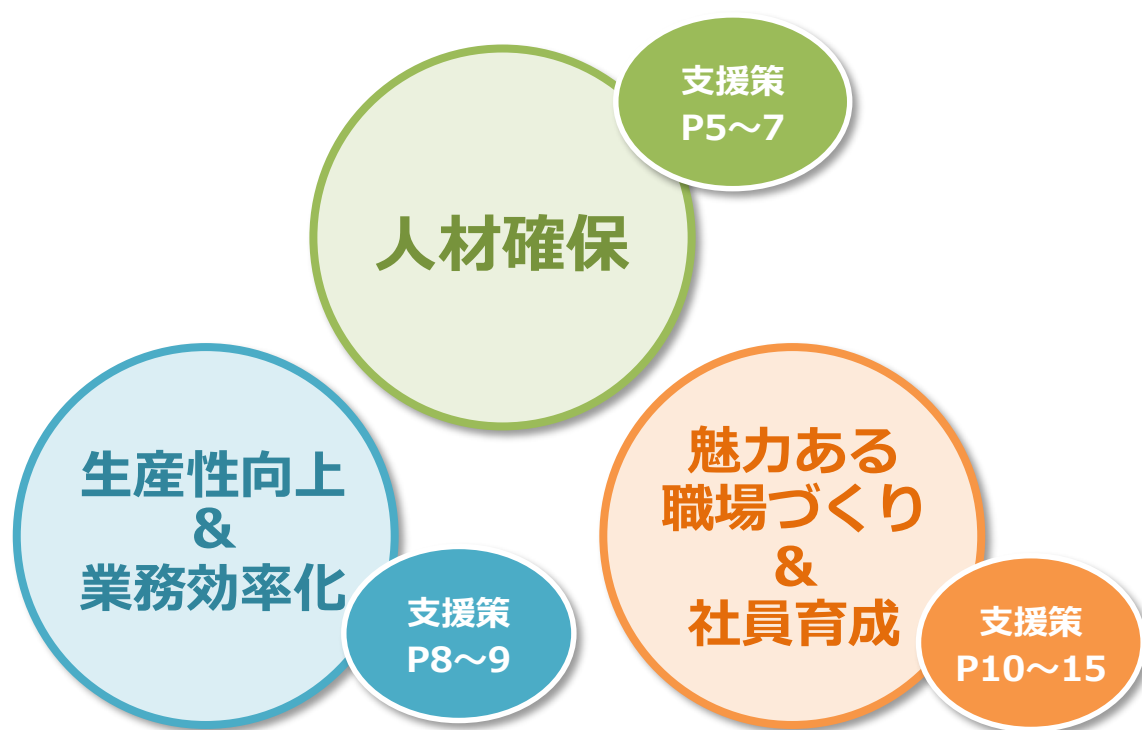 支援策
P5～7
人材確保
生産性向上
&
業務効率化
支援策
P8～9
魅力ある
職場づくり
&
社員育成
支援策
P10～15